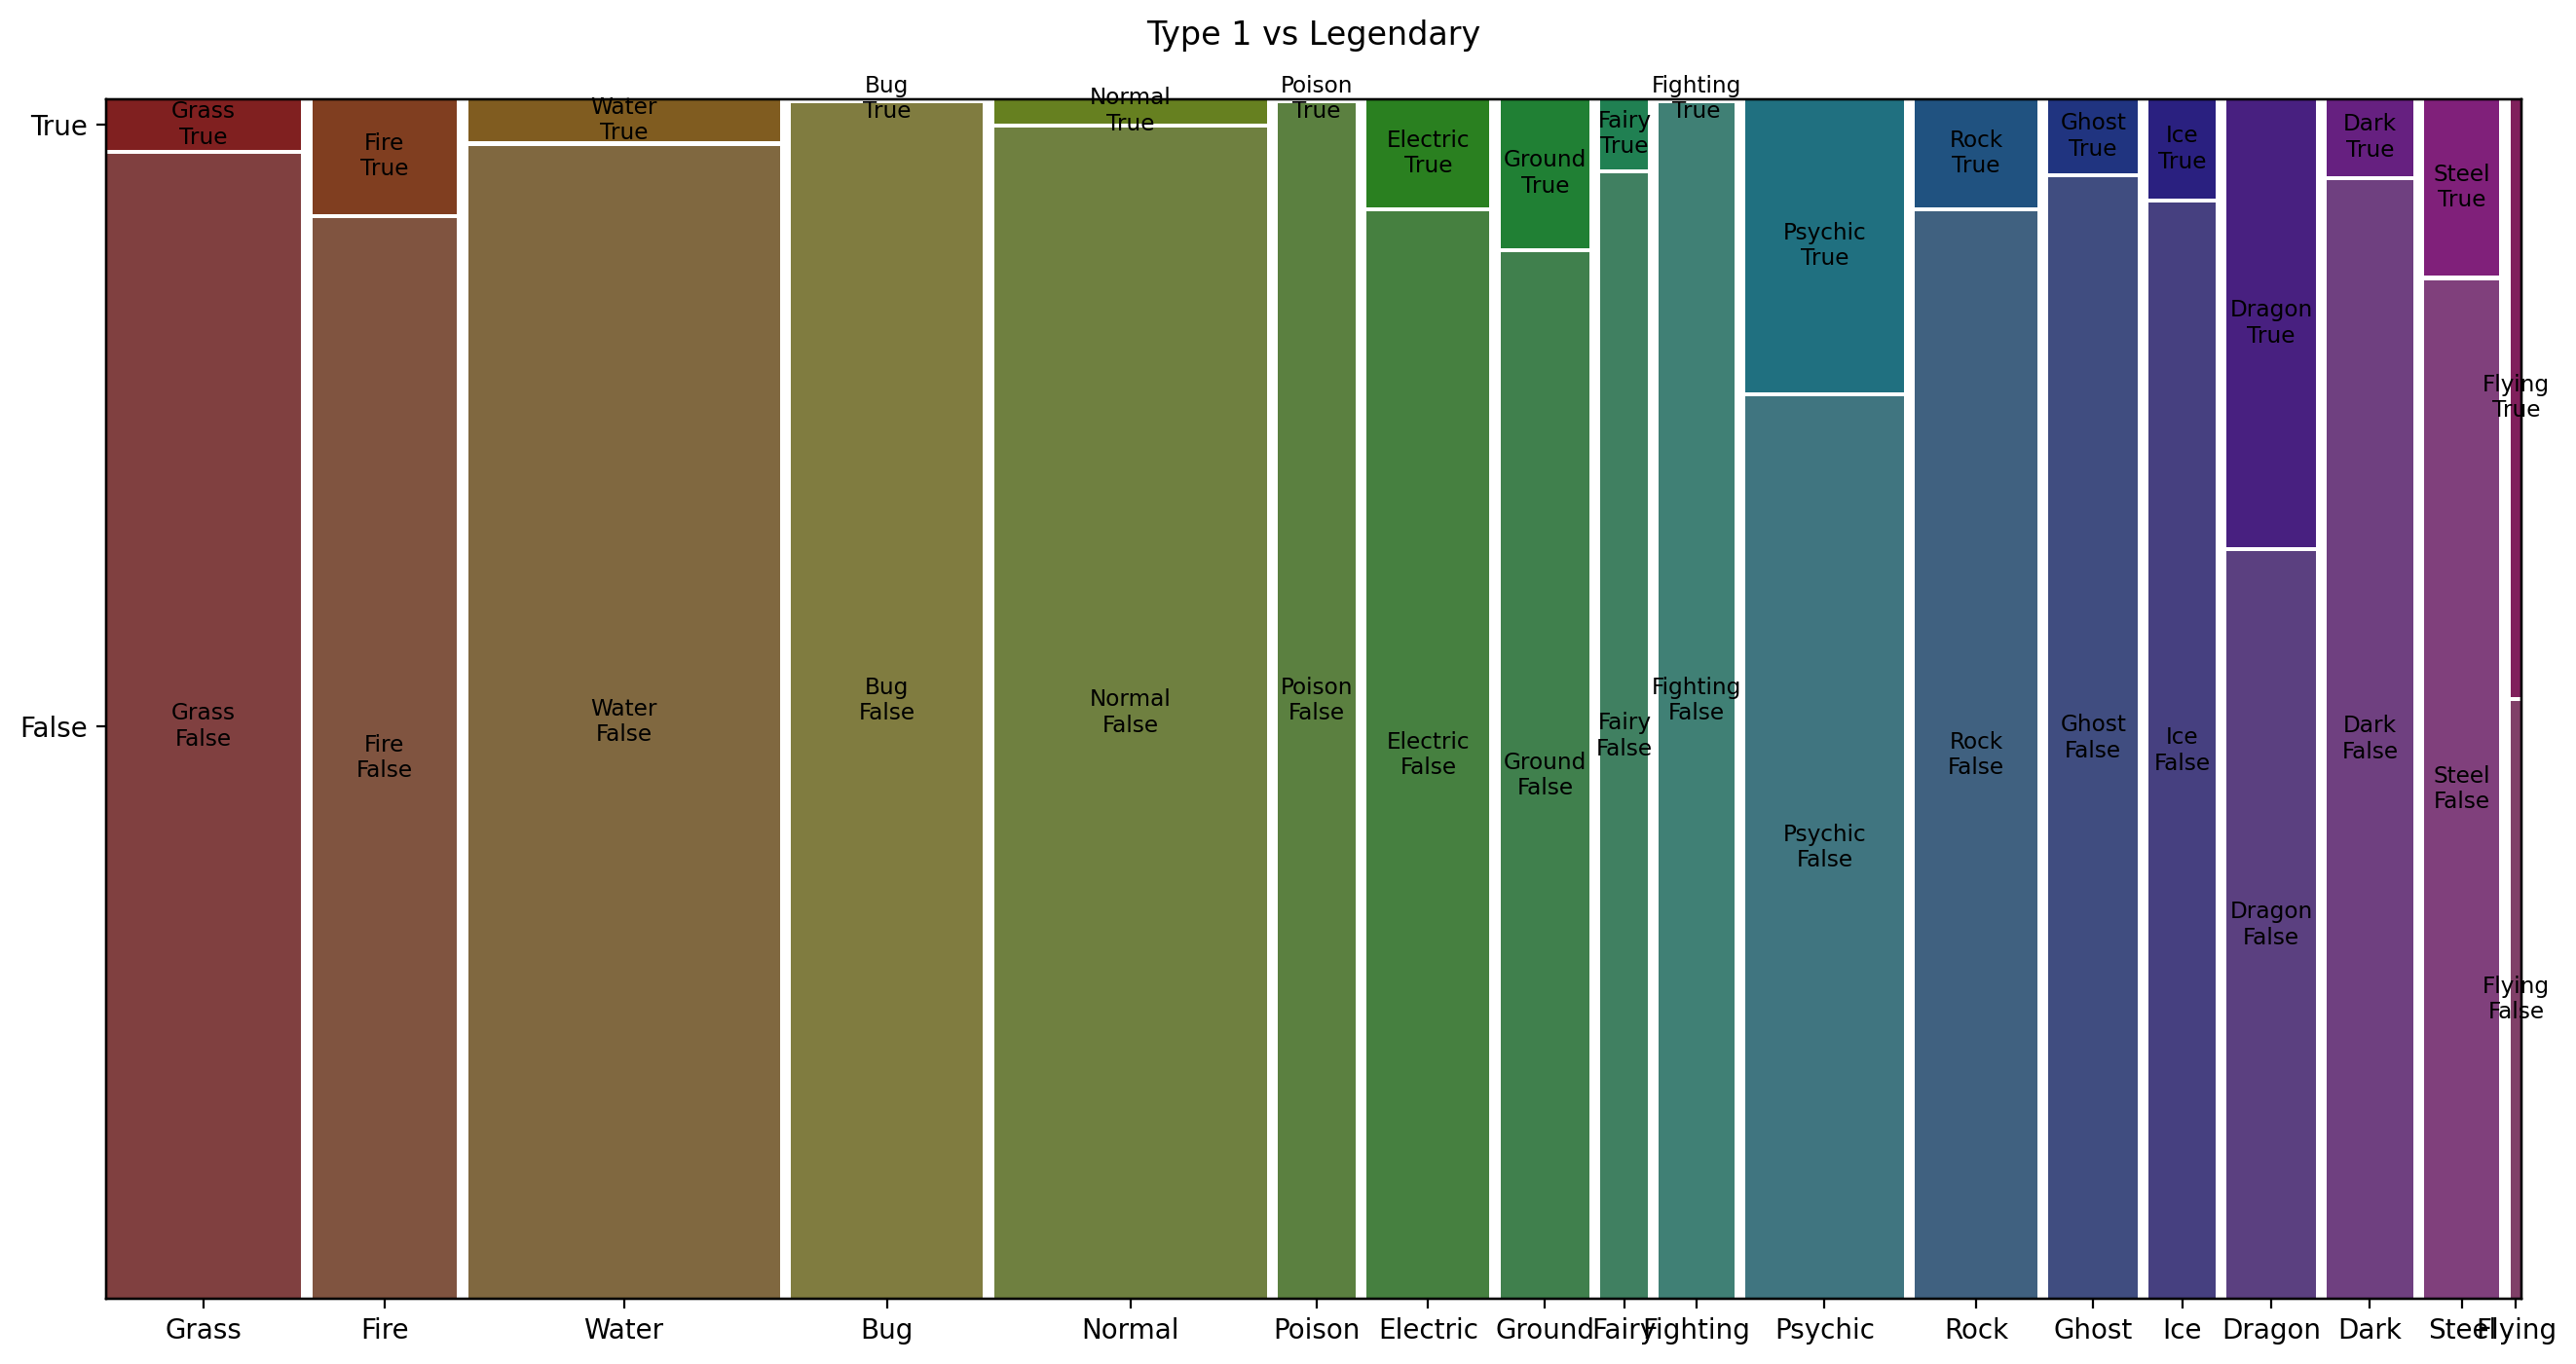 Type 1 vs Legendary
True
False
Grass
True
Fire
True
Water
True
Bug
True
Normal
True
Poison
True
Electric
True
Ground
True
Fairy
True
Fighting
True
Psychic
True
Rock
True
Ghost
True
Ice
True
Dragon
True
Dark
True
Steel
True
Flying
True
Grass
False
Fire
False
Water
False
Bug
False
Normal
False
Poison
False
Electric
False
Ground
False
Fairy
False
Fighting
False
Psychic
False
Rock
False
Ghost
False
Ice
False
Dragon
False
Dark
False
Steel
False
Flying
False
Grass Fire Water Bug Normal Poison Electric Ground Fairy Fighting Psychic Rock Ghost Ice Dragon Dark Steel Flying